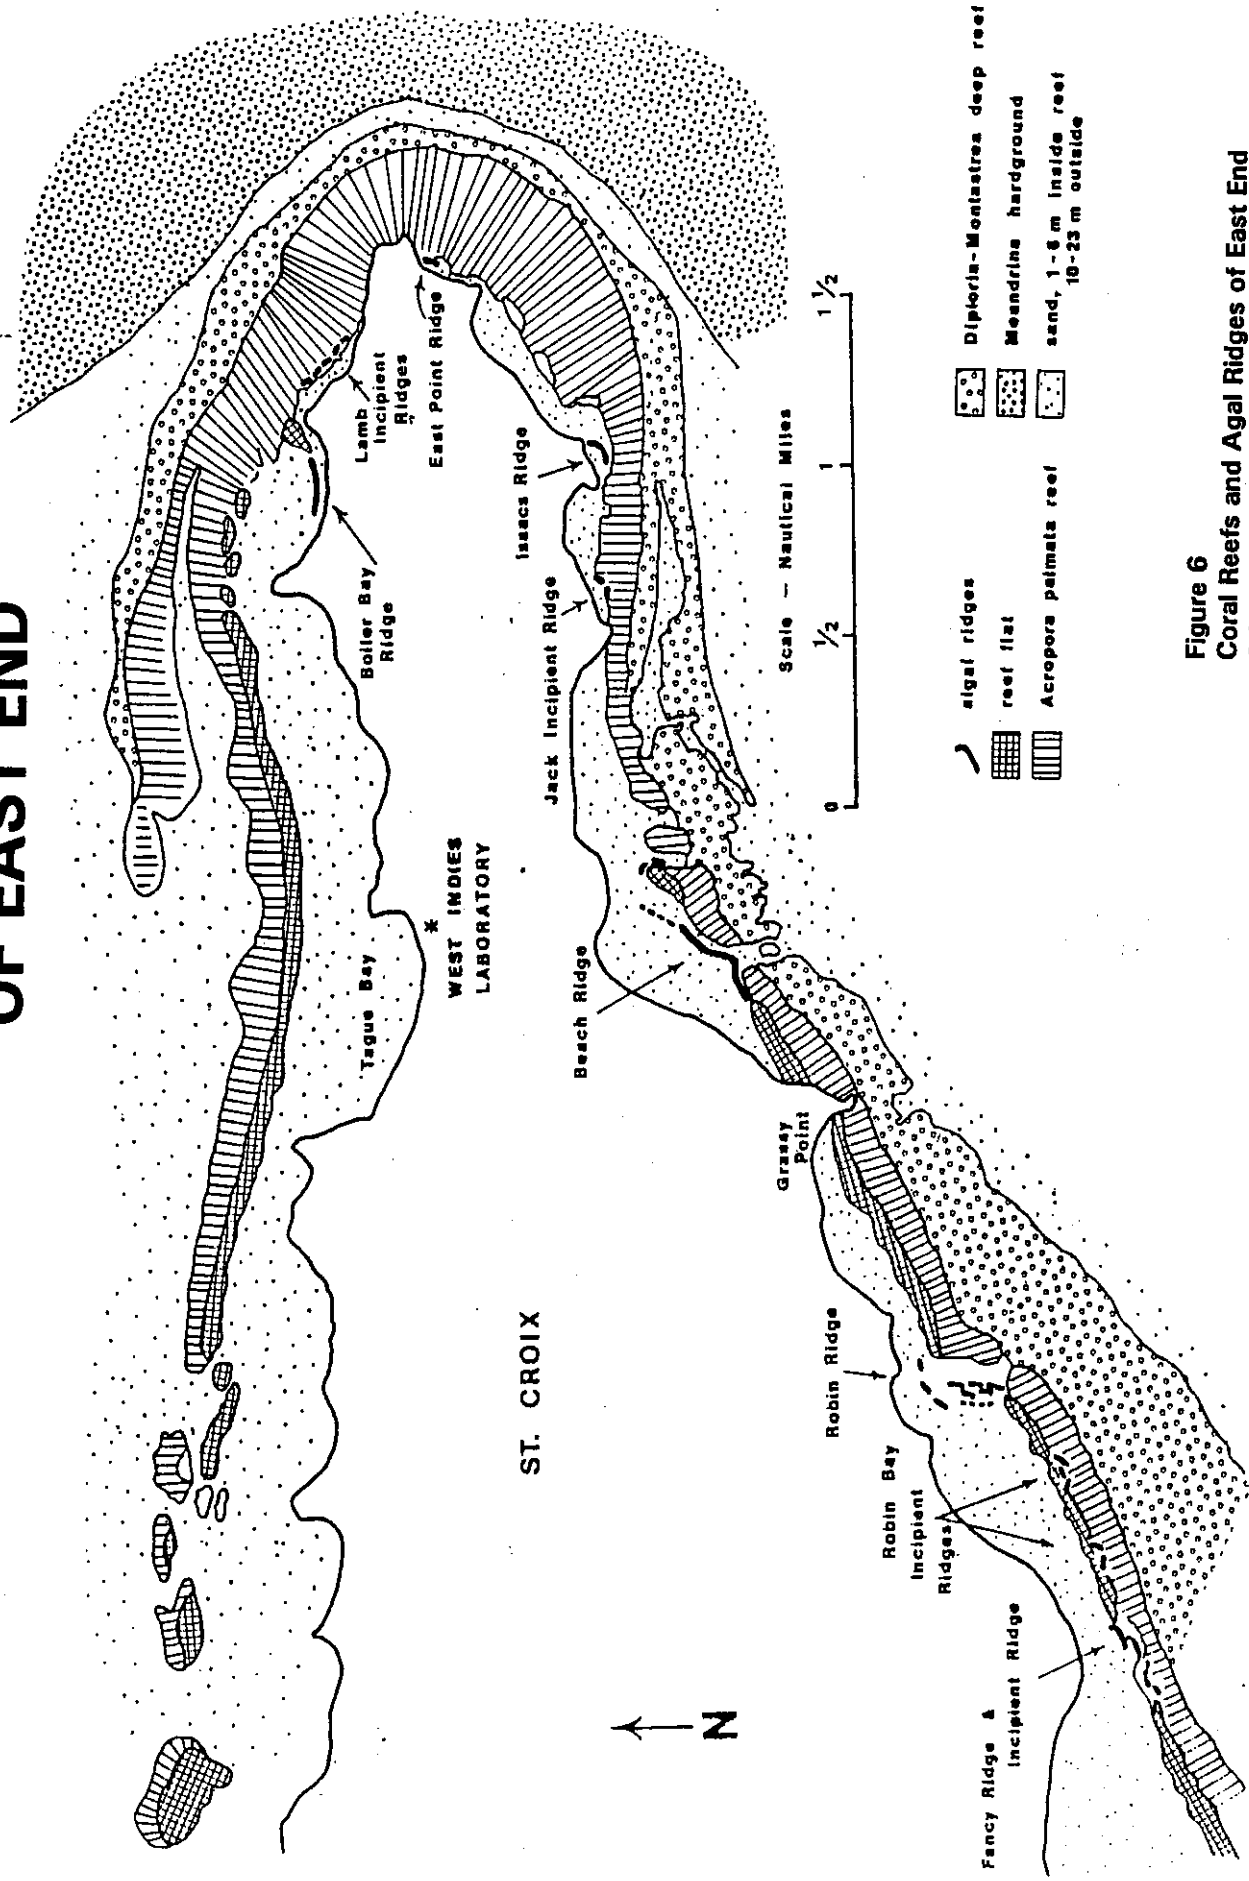 OF EAST END
Lamb
Incipient
Ridges
East Point Ridge
Boiler Bay
Ridge
Isaacs Ridge
Jack Incipient Ridge
Tague Bay
*
WEST INDIES
LABORATORY
Beach Ridge
Grassy
Point
ST. CROIX
Robin Ridge
Robin Bay
Incipient
Ridges
Fancy Ridge &
Incipient Ridge
N
0 1/2 1 1 1/2
Scale — Nautical Miles
algal ridges
reef flat
Acropora palmata reef
Diploria-Montastrea deep reef
Meandrina hardground
sand, 1-6 m inside reef
10-23 m outside
Figure 6
Coral Reefs and Agal Ridges of East End